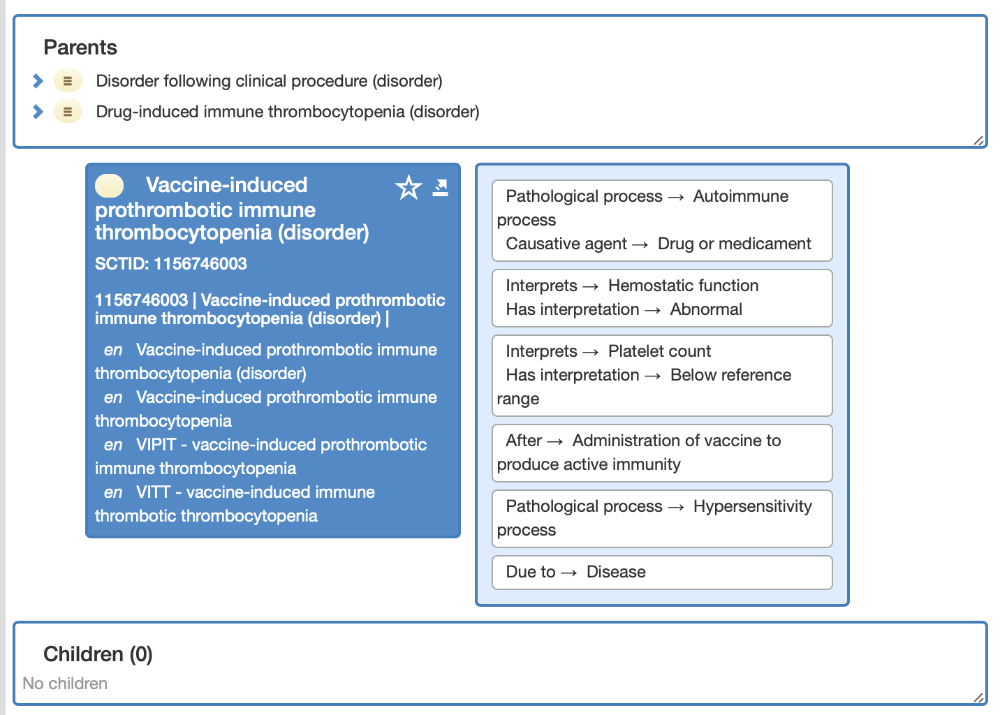 Parents
Disorder following clinical procedure (disorder)
Drug-induced immune thrombocytopenia (disorder)
Vaccine-induced
prothrombotic immune
thrombocytopenia (disorder)
SCTID: 1156746003
1156746003 | Vaccine-induced prothrombotic
immune thrombocytopenia (disorder) |
en Vaccine-induced prothrombotic immune
thrombocytopenia (disorder)
en Vaccine-induced prothrombotic immune
thrombocytopenia
en VIPIT - vaccine-induced prothrombotic
immune thrombocytopenia
en VITT - vaccine-induced immune
thrombotic thrombocytopenia
Pathological process → Autoimmune
process
Causative agent → Drug or medicament
Interprets → Hemostatic function
Has interpretation → Abnormal
Interprets → Platelet count
Has interpretation → Below reference
range
After → Administration of vaccine to
produce active immunity
Pathological process → Hypersensitivity
process
Due to → Disease
Children (0)
No children